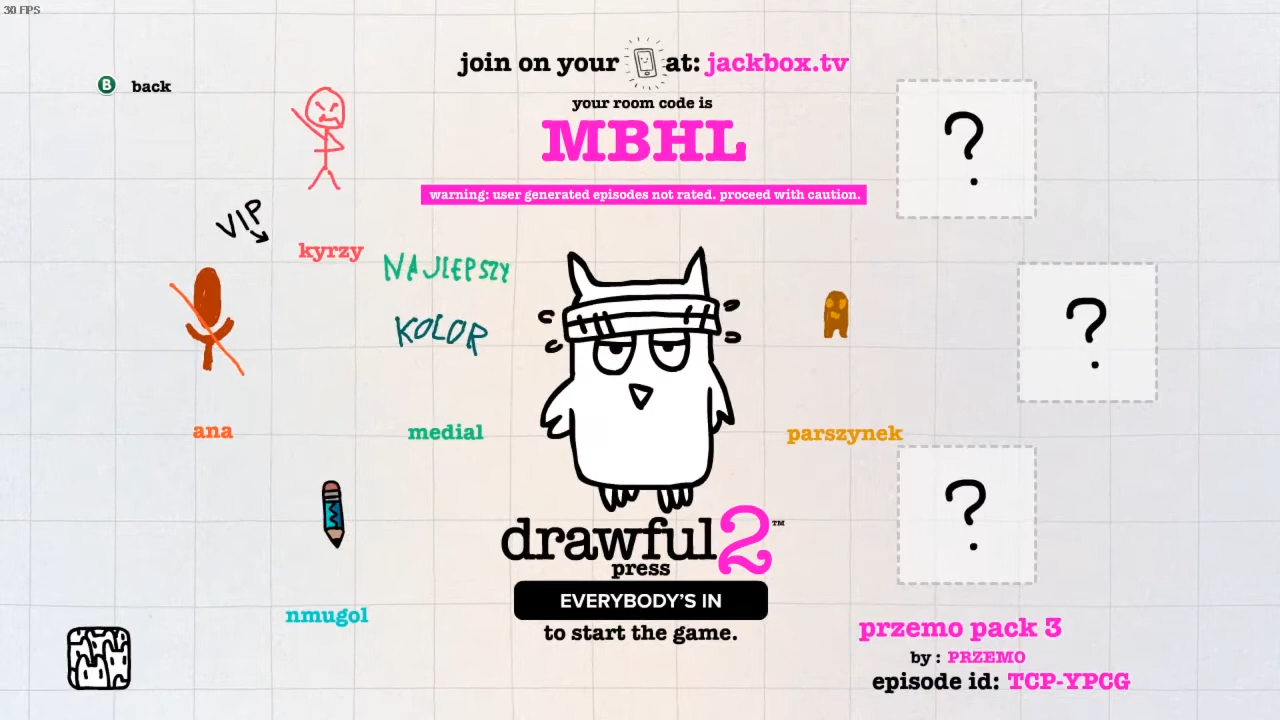 30 FPS
B back
join on your at: jackbox.tv
your room code is
MBHL
warning: user generated episodes not rated. proceed with caution.
VIP
kyrzy
NAJLEPSZY
KOLOR
ana
medial
parszynek
nmugol
drawful 2™
press
EVERYBODY'S IN
to start the game.
przemo pack 3
by : PRZEMO
episode id: TCP-YPCG
?
?
?